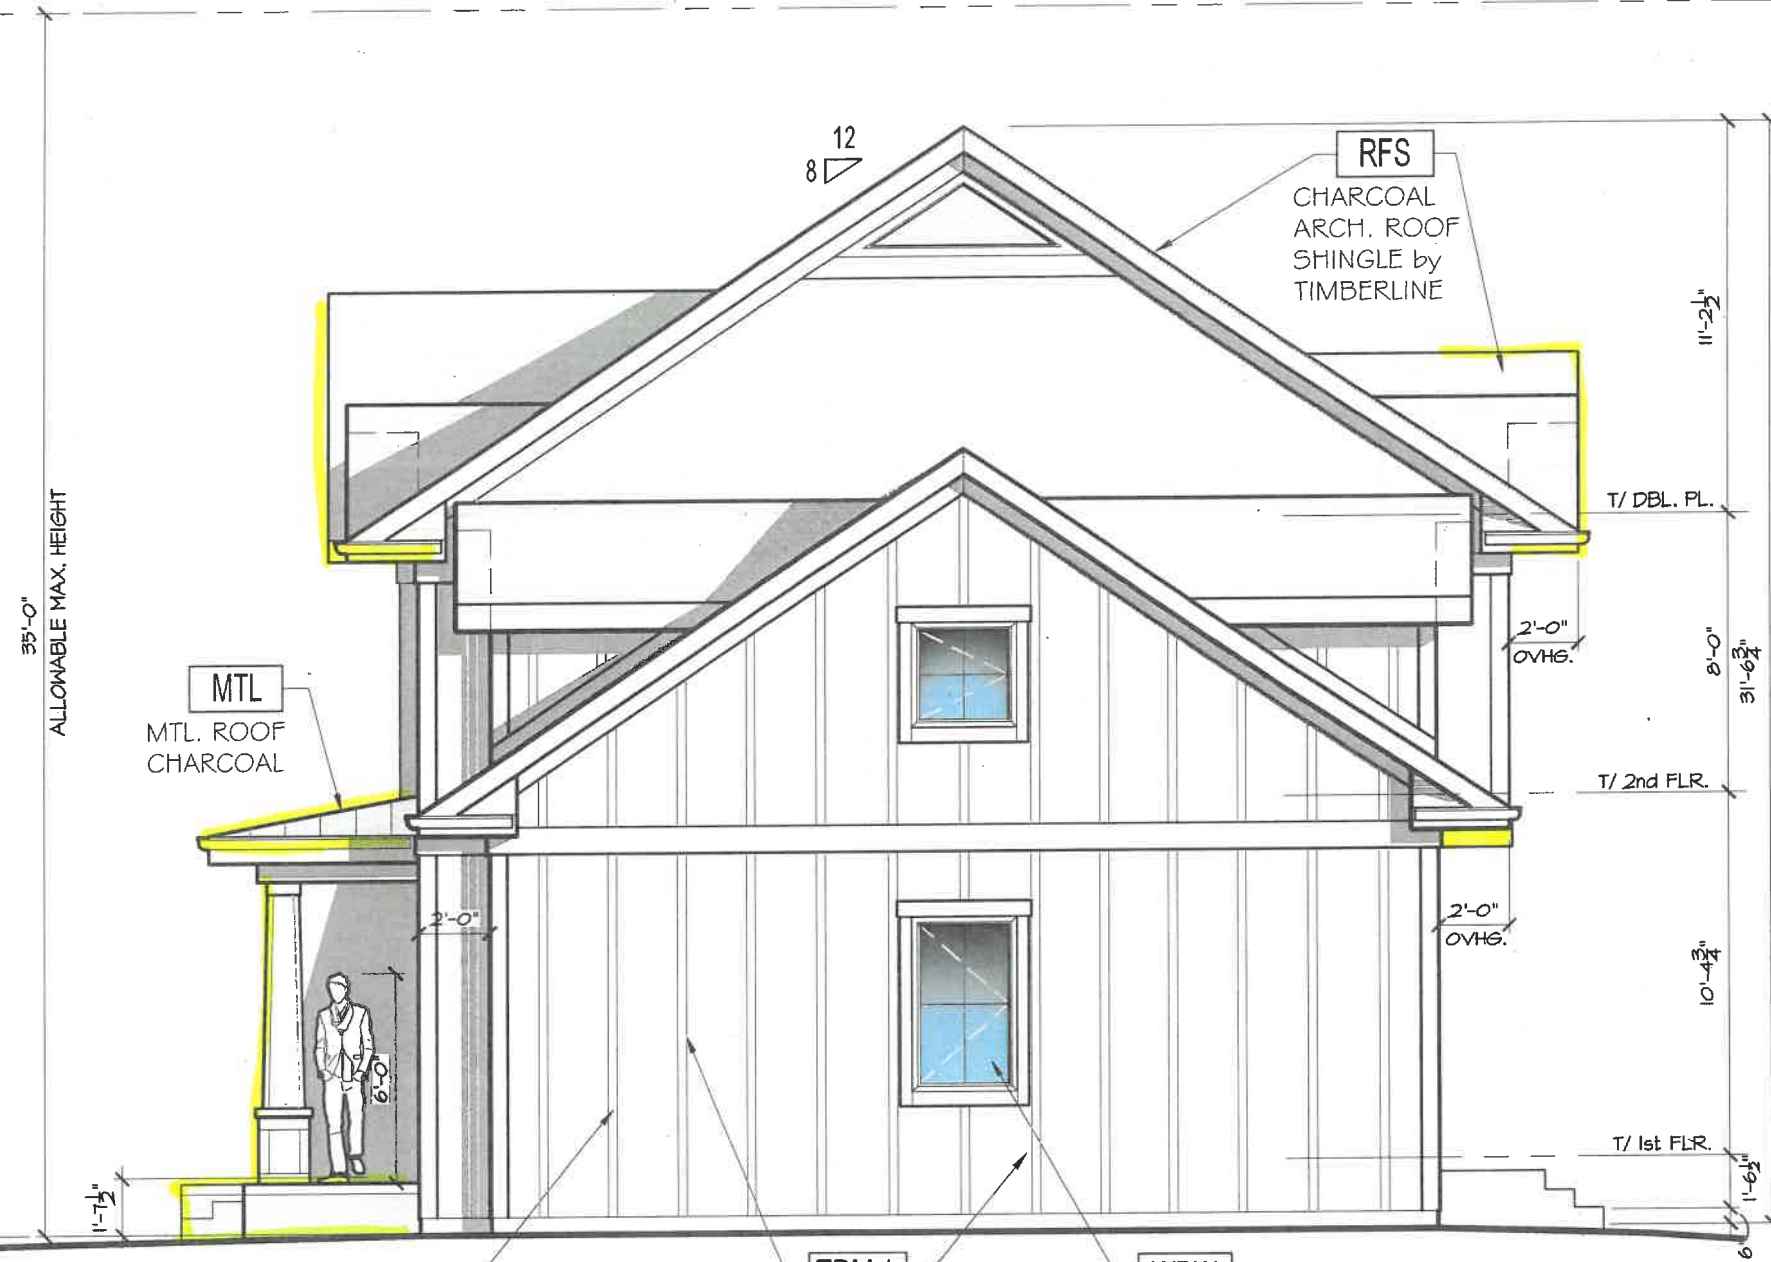 12
8
RFS
CHARCOAL
ARCH. ROOF
SHINGLE by
TIMBERLINE
11'-2½"
35'-0"
ALLOWABLE MAX. HEIGHT
T/ DBL. PL.
MTL
MTL. ROOF
CHARCOAL
2'-0"
OVHG.
8'-0"
31'-6¾"
T/ 2nd FLR.
2'-0"
2'-0"
OVHG.
10'-4¾"
6'-0"
T/ 1st FLR.
1'-7½"
1'-6½"